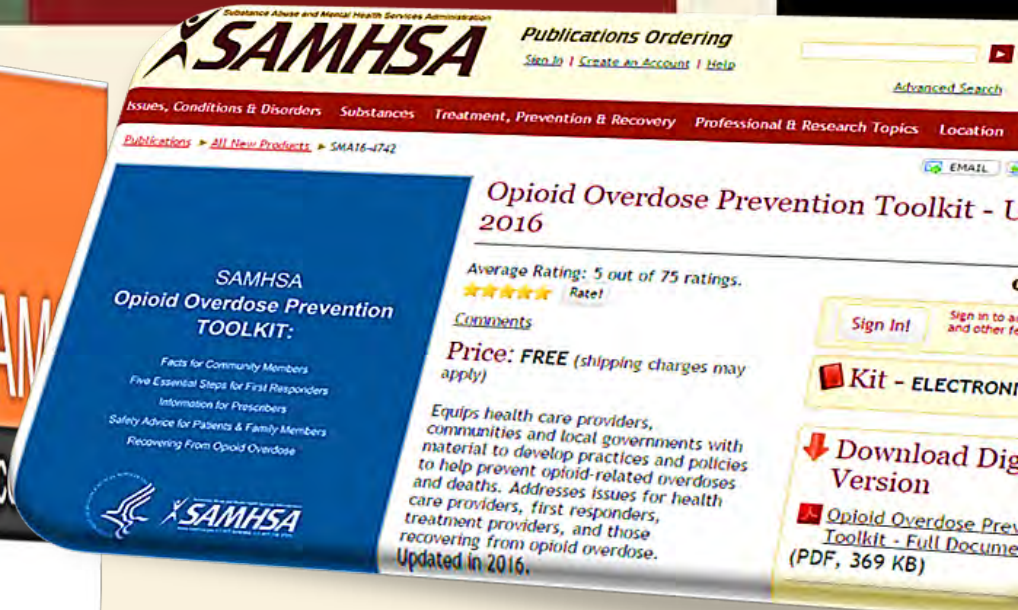 Substance Abuse and Mental Health Services Administration
SAMHSA
Publications Ordering
Sign In | Create an Account | Help
Advanced Search
Issues, Conditions & Disorders Substances Treatment, Prevention & Recovery Professional & Research Topics Location
Publications ► All New Products ► SMA16-4742
EMAIL
Opioid Overdose Prevention Toolkit -
2016
Average Rating: 5 out of 75 ratings.
Rate!
Comments
Price: FREE (shipping charges may
apply)
Equips health care providers,
communities and local governments with
material to develop practices and policies
to help prevent opioid-related overdoses
and deaths. Addresses issues for health
care providers, first responders,
treatment providers, and those
recovering from opioid overdose.
Updated in 2016.
SAMHSA
Opioid Overdose Prevention
TOOLKIT:
Facts for Community Members
Five Essential Steps for First Responders
Information for Prescribers
Safety Advice for Patients & Family Members
Recovering From Opioid Overdose
SAMHSA
Sign In!
Sign in to
and other
Kit -
Download
Version
Opioid Overdose
Toolkit - Full
(PDF, 369 KB)